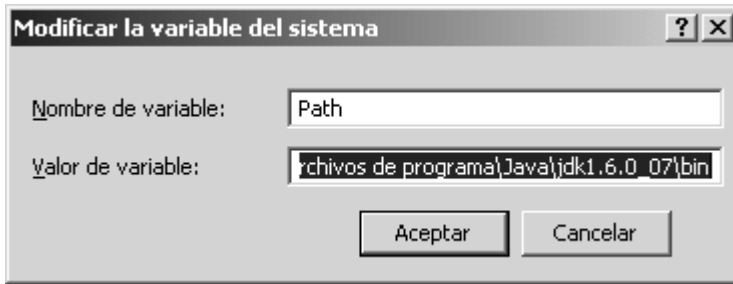 Modificar la variable del sistema
Nombre de variable: Path
Valor de variable: rchivos de programa\Java\jdk1.6.0_07\bin
Aceptar Cancelar